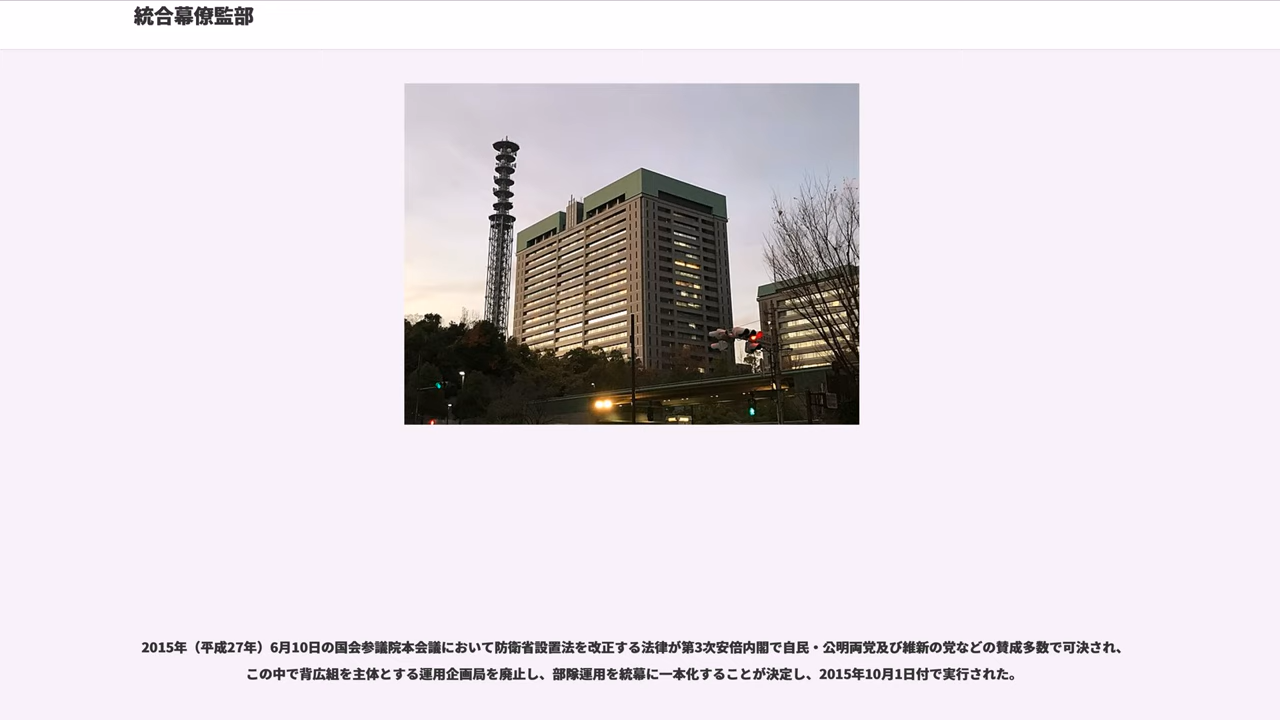 統合幕僚監部
2015年（平成27年）6月10日の国会参議院本会議において防衛省設置法を改正する法律が第3次安倍内閣で自民・公明両党及び維新の党などの賛成多数で可決され、
この中で背広組を主体とする運用企画局を廃止し、部隊運用を統幕に一本化することが決定し、2015年10月1日付で実行された。